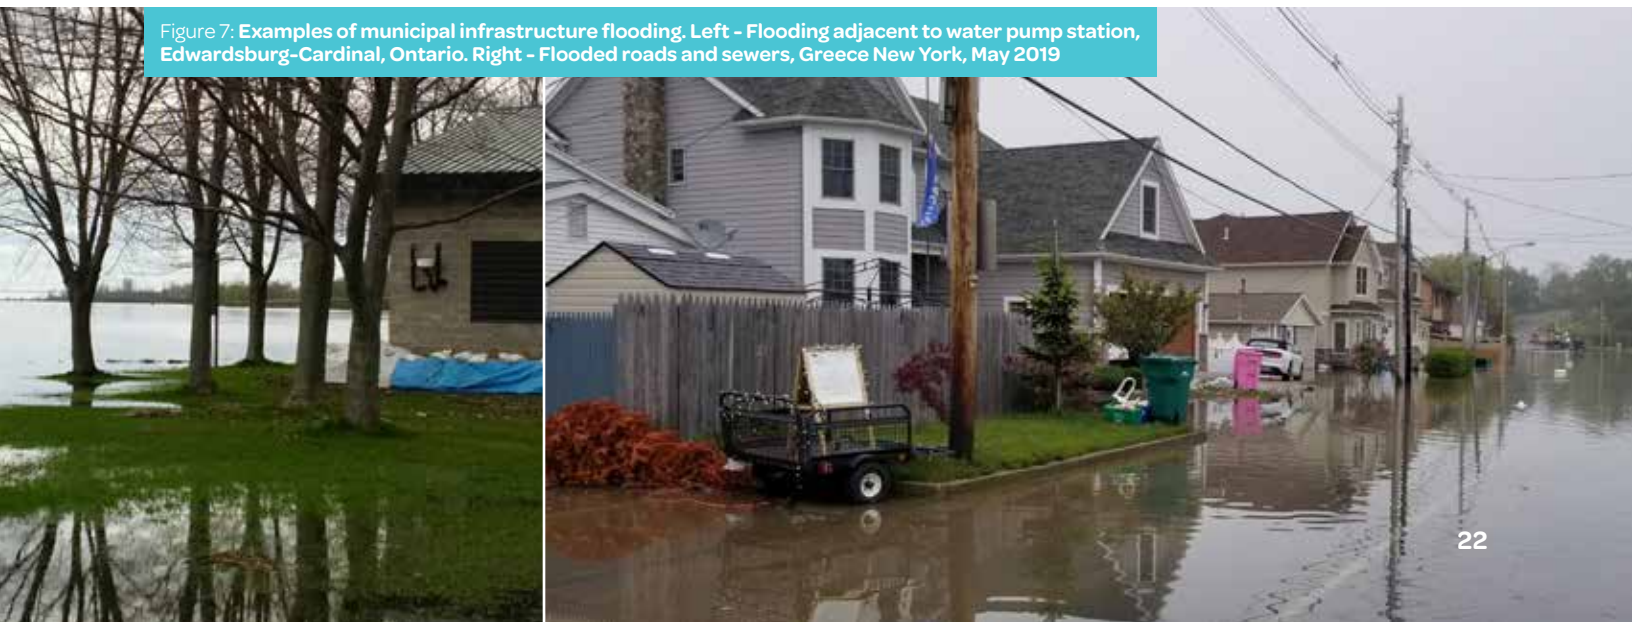 Figure 7: Examples of municipal infrastructure flooding. Left - Flooding adjacent to water pump station,
Edwardsburg-Cardinal, Ontario. Right - Flooded roads and sewers, Greece New York, May 2019
22